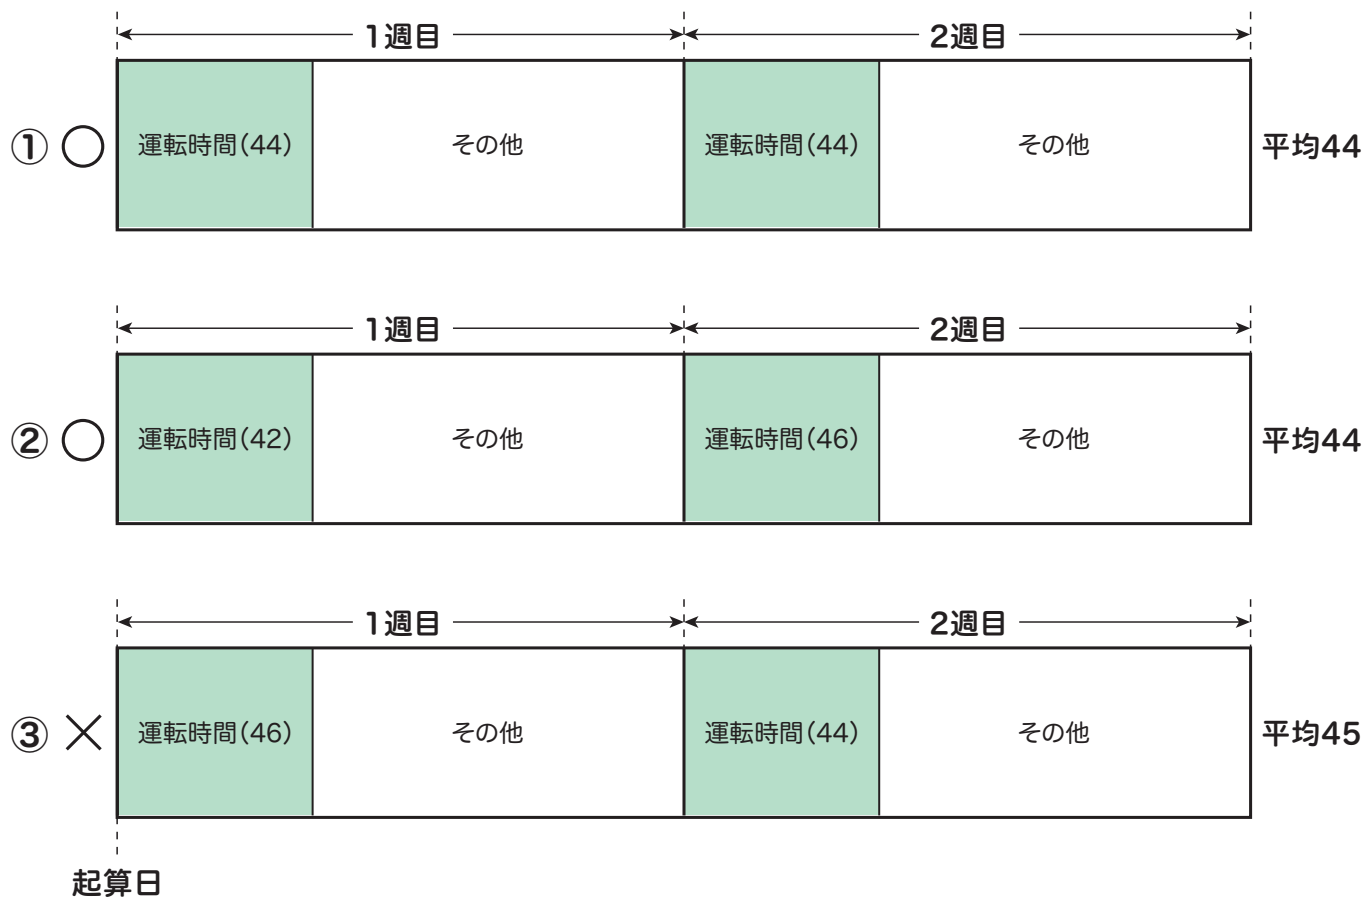 1週目 2週目
① ○ 運転時間（44） その他 運転時間（44） その他 平均44
1週目 2週目
② ○ 運転時間（42） その他 運転時間（46） その他 平均44
1週目 2週目
③ × 運転時間（46） その他 運転時間（44） その他 平均45
起算日